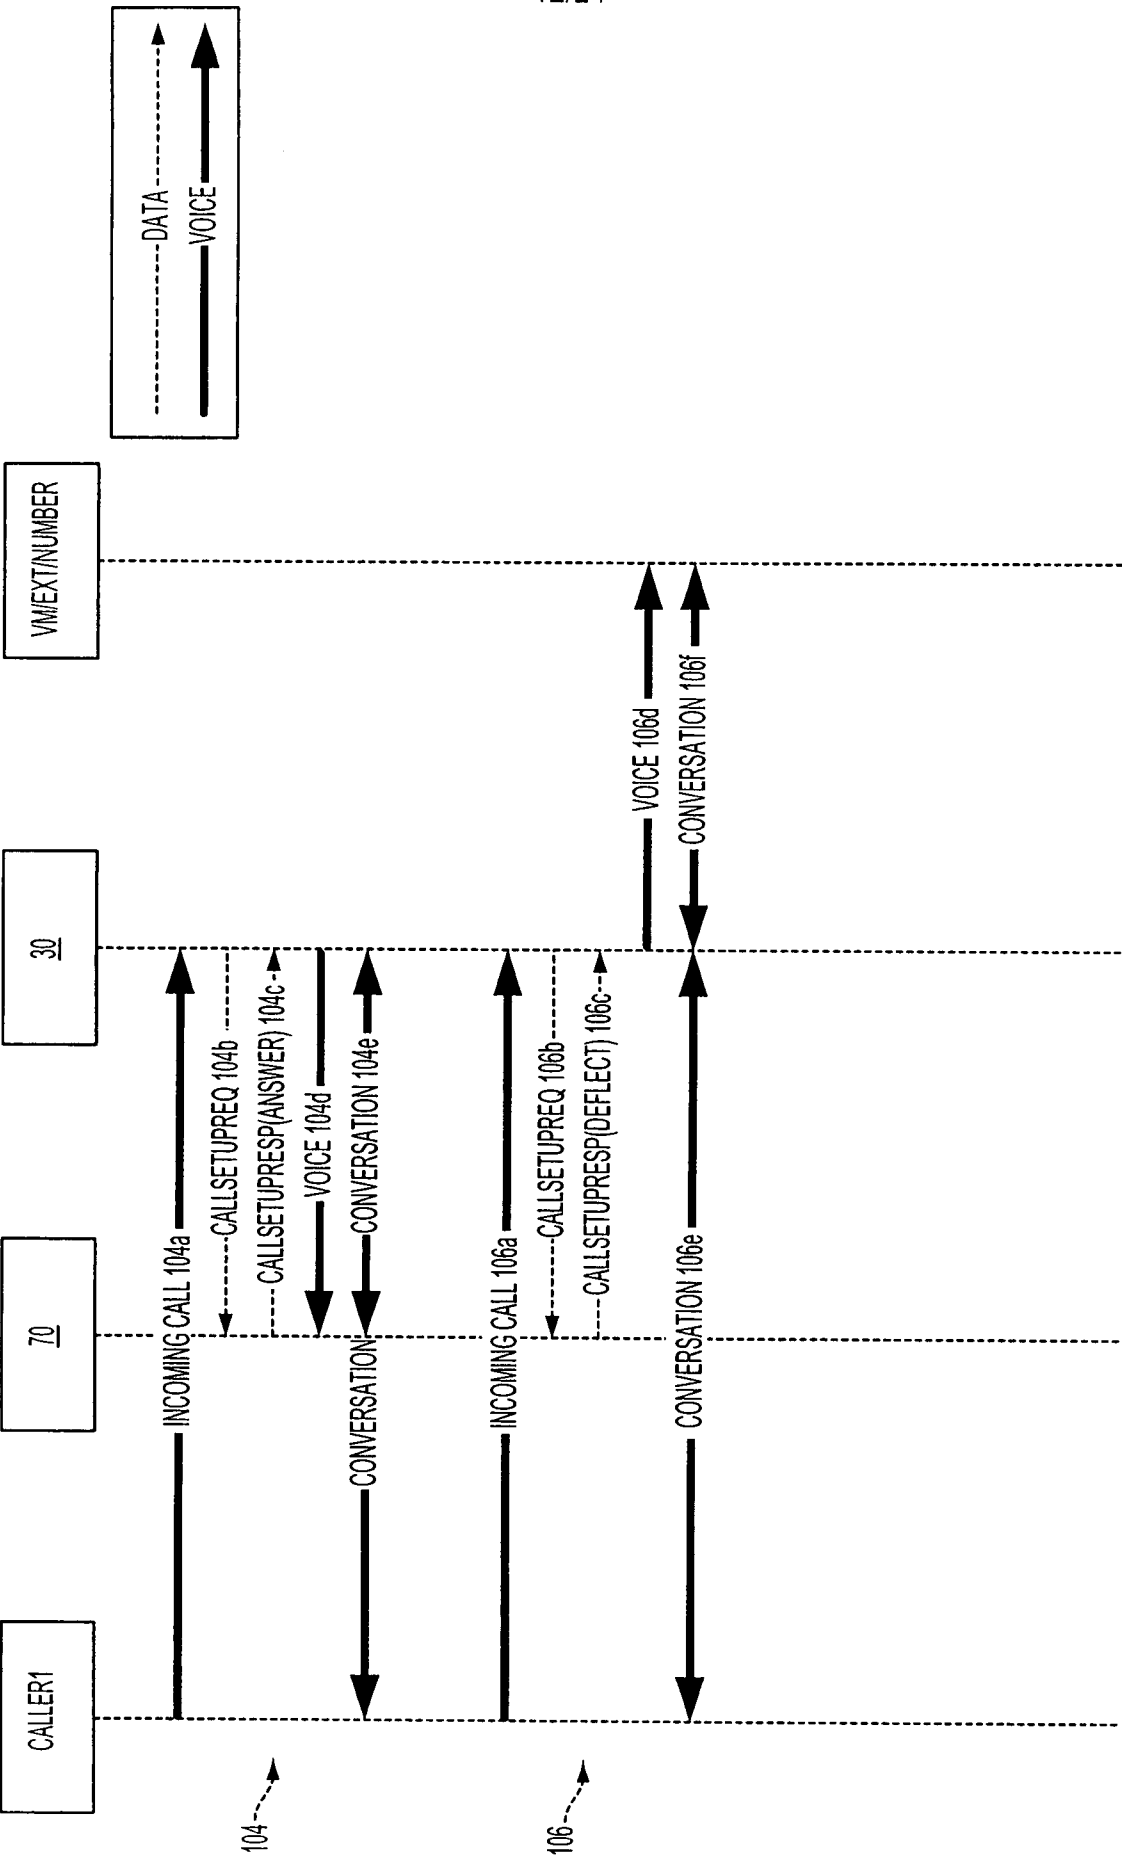 CALLER1
70
30
VM/EXT/NUMBER
DATA
VOICE
104
INCOMING CALL 104a
CALLSETUPREQ 104b
CALLSETUPRESP(ANSWER) 104c
VOICE 104d
CONVERSATION
CONVERSATION 104e
106
INCOMING CALL 106a
CALLSETUPREQ 106b
CALLSETUPRESP(DEFLECT) 106c
VOICE 106d
CONVERSATION 106e
CONVERSATION 106f